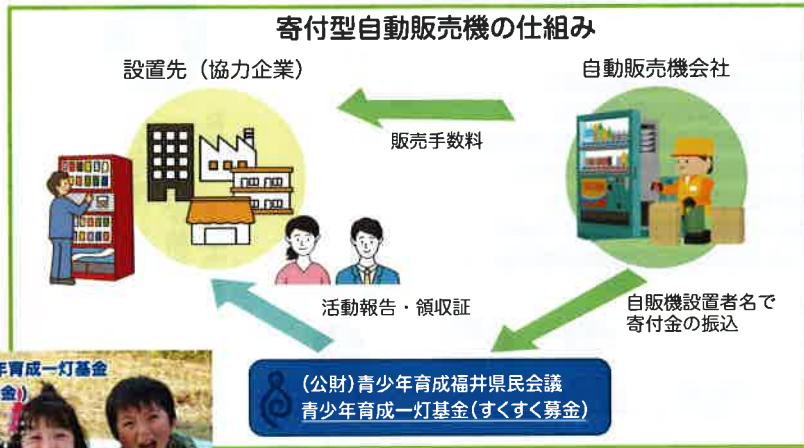 寄付型自動販売機の仕組み
設置先（協力企業）
自動販売機会社
販売手数料
活動報告・領収証
自販機設置者名で
寄付金の振込
年育成一灯基金
金）
（公財）青少年育成福井県民会議
青少年育成一灯基金（すくすく募金）